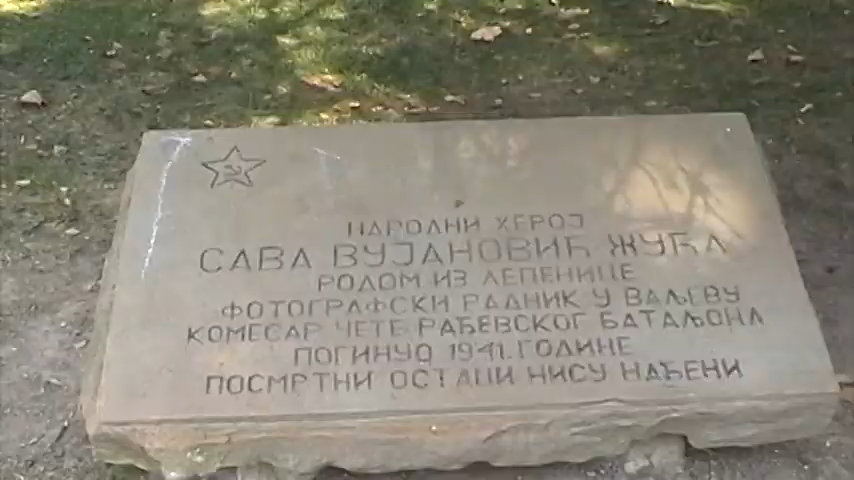 НАРОДНИ ХЕРОЈ
САВА ВУЈАНОВИЋ ЖУЋА
РОДОМ ИЗ ЛЕПЕНИЦЕ
ФОТОГРАФСКИ РАДНИК У ВАЉЕВУ
КОМЕСАР ЧЕТЕ РАЂЕВСКОГ БАТАЉОНА
ПОГИНУО 1941. ГОДИНЕ
ПОСМРТНИ ОСТАЦИ НИСУ НАЂЕНИ